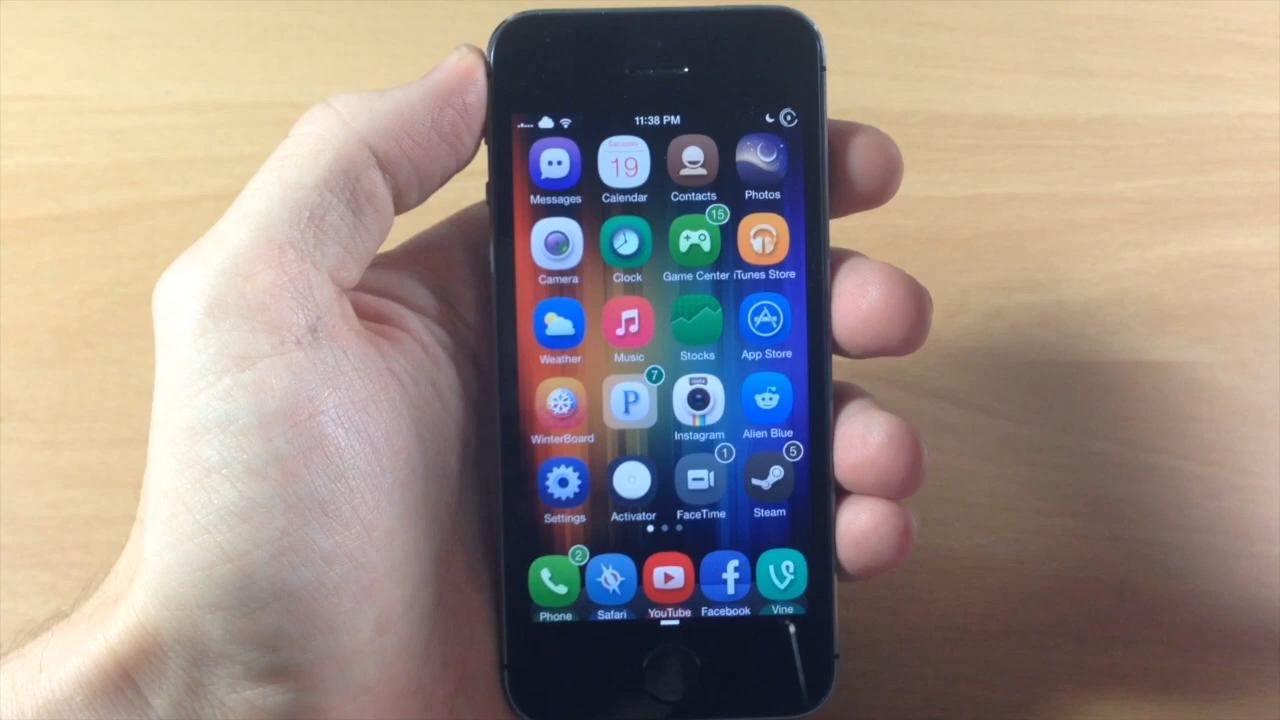 11:38 PM
Saturday
19
Messages Calendar Contacts Photos
15
Camera Clock Game Center iTunes Store
Weather Music Stocks App Store
7
P
WinterBoard Instagram Alien Blue
1 5
Settings Activator FaceTime Steam
2
f
Phone Safari YouTube Facebook Vine